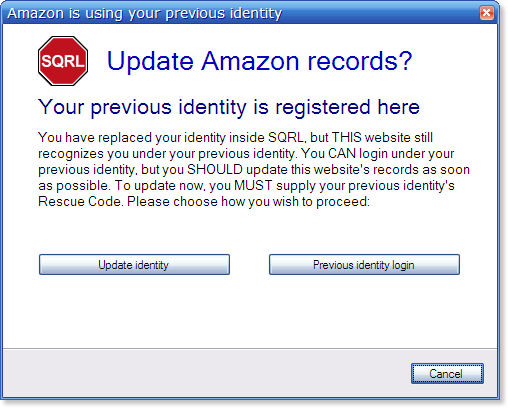 Amazon is using your previous identity
SQRL
Update Amazon records?
Your previous identity is registered here
You have replaced your identity inside SQRL, but THIS website still
recognizes you under your previous identity. You CAN login under your
previous identity, but you SHOULD update this website's records as soon
as possible. To update now, you MUST supply your previous identity's
Rescue Code. Please choose how you wish to proceed:
Update identity
Previous identity login
Cancel